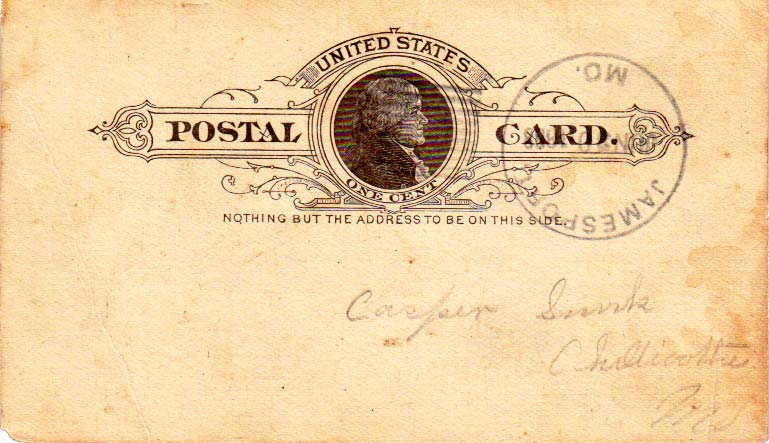 UNITED STATES
POSTAL CARD.
ONE CENT
NOTHING BUT THE ADDRESS TO BE ON THIS SIDE.
JAMESPORT
MO.
Casper
Chillicothe
Mo